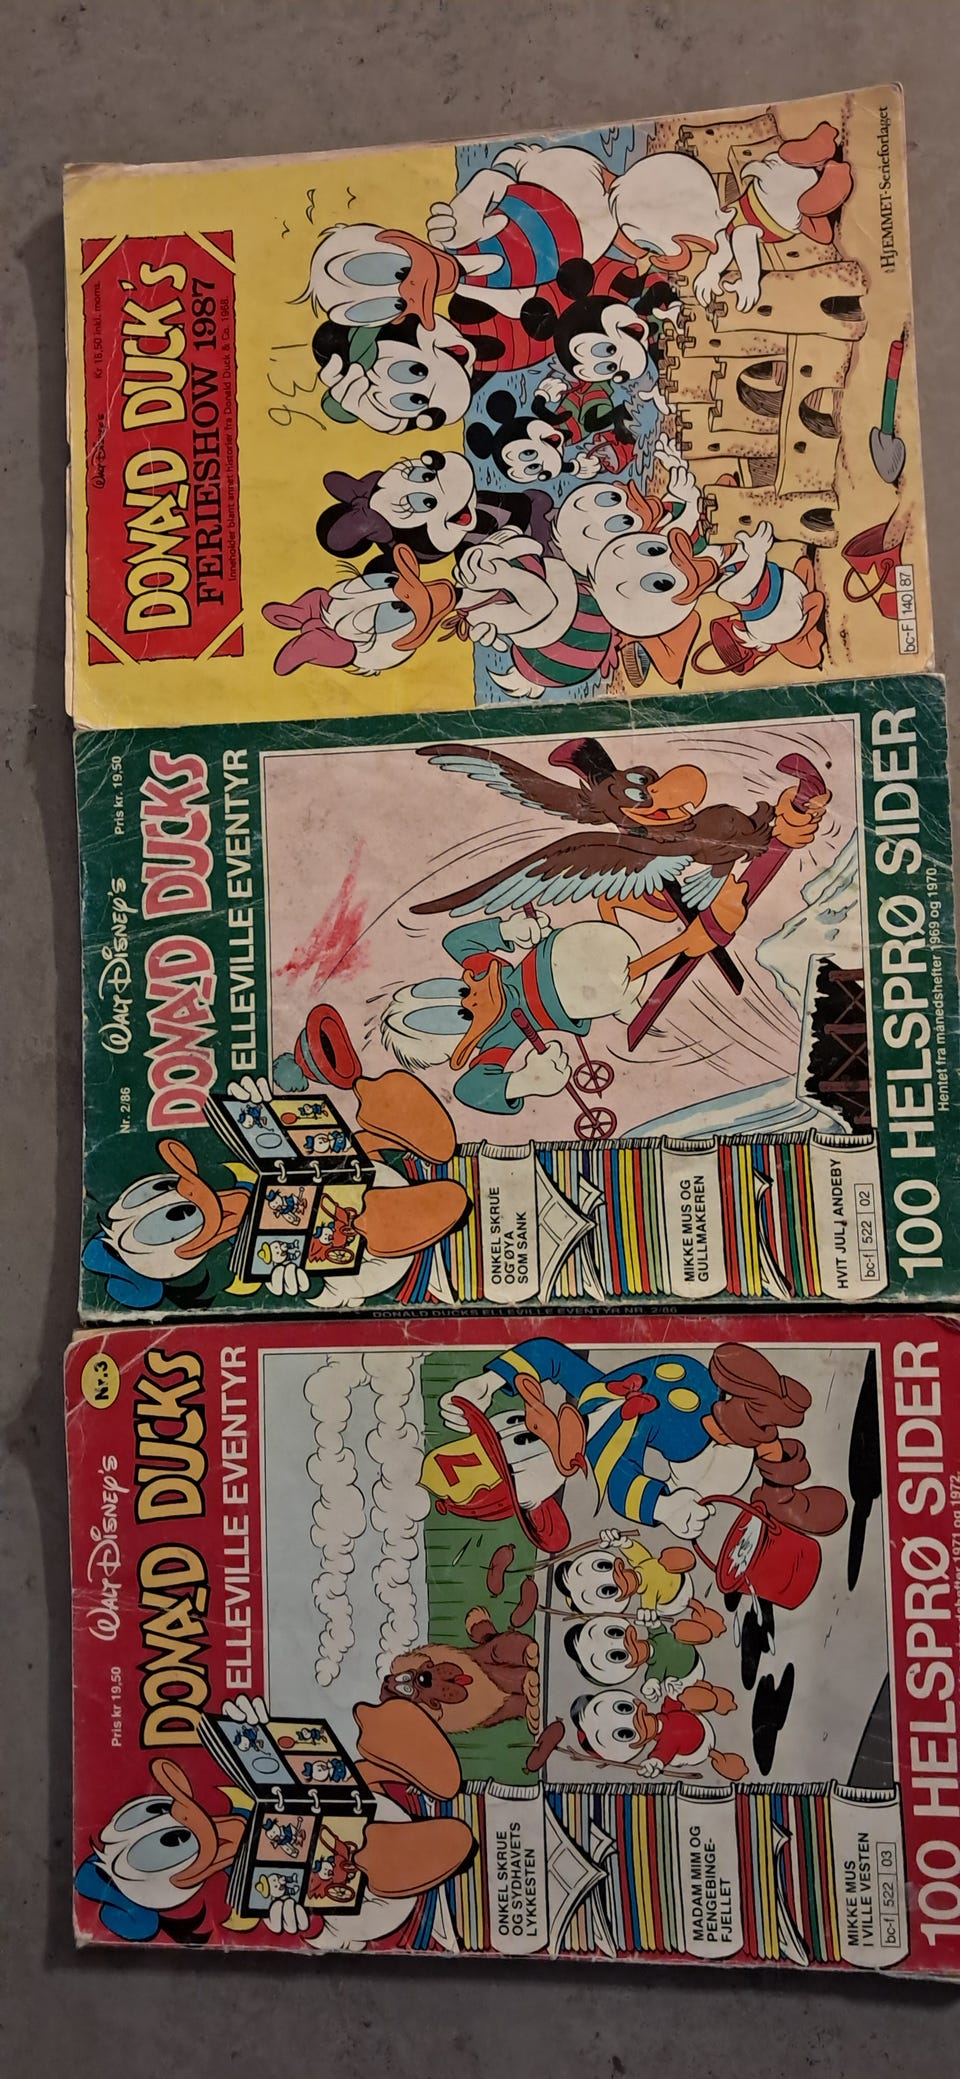 Nr.3
Walt Disney's
Pris kr 19,50
DONALD DUCKS
ELLEVILLE EVENTYR
ONKEL SKRUE
OG SYDHAVETS
LYKKESTEN
MADAM MIM OG
PENGEBINGE-
FJELLET
MIKKE MUS
I VILLE VESTEN
bc-f 522 03
100 HELSPRØ SIDER
1971 og 1972.
Walt Disney's
Nr. 2/86
Pris kr. 19,50
DONALD DUCKS
ELLEVILLE EVENTYR
ONKEL SKRUE
OG ØYA
SOM SANK
MIKKE MUS OG
GULLMAKEREN
HVIT JUL I ANDEBY
bc-f 522 02
100 HELSPRØ SIDER
Hentet fra månedshefter 1969 og 1970.
DONALD DUCKS ELLEVILLE EVENTYR NR. 2/86
Walt Disney's
Kr 18,50 inkl. moms.
DONALD DUCK'S
FERIESHOW 1987
Inneholder blant annet historier fra Donald Duck & Co. 1968.
bc-F 140 87
HJEMMET-Serieforlaget